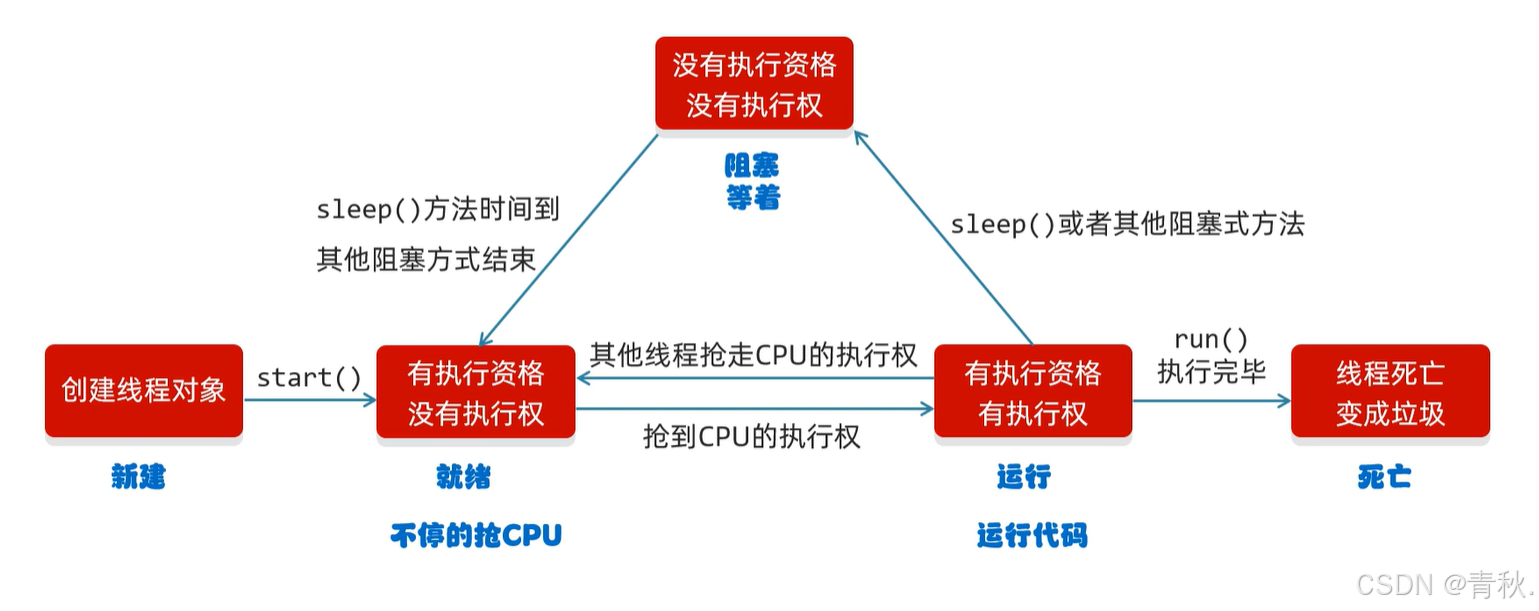 没有执行资格
没有执行权
阻塞
等着
sleep()方法时间到
其他阻塞方式结束
sleep()或者其他阻塞式方法
创建线程对象
新建
start()
有执行资格
没有执行权
就绪
不停的抢CPU
其他线程抢走CPU的执行权
抢到CPU的执行权
有执行资格
有执行权
运行
运行代码
run()
执行完毕
线程死亡
变成垃圾
死亡
CSDN @青秋.